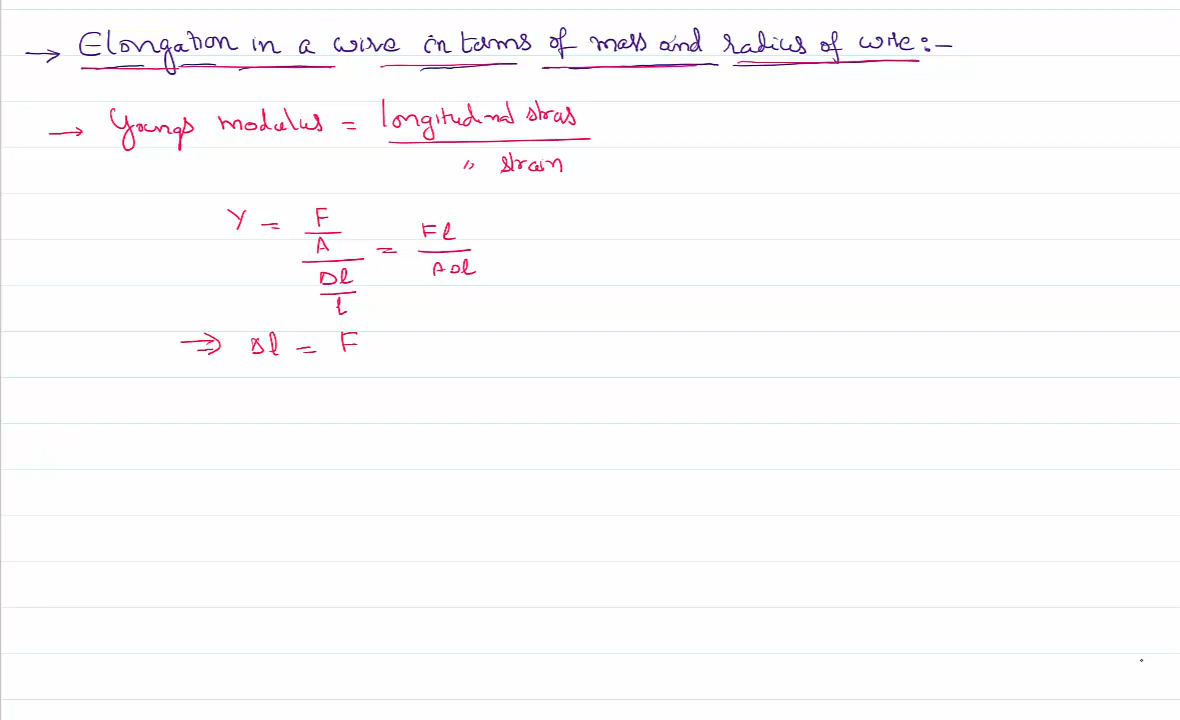 → Elongation in a wire in terms of mass and radius of wire:-
→ Youngs modulus = longitudinal stress / " strain
Y = F/A / Δl/l = Fl / AΔl
⇒ Δl = F